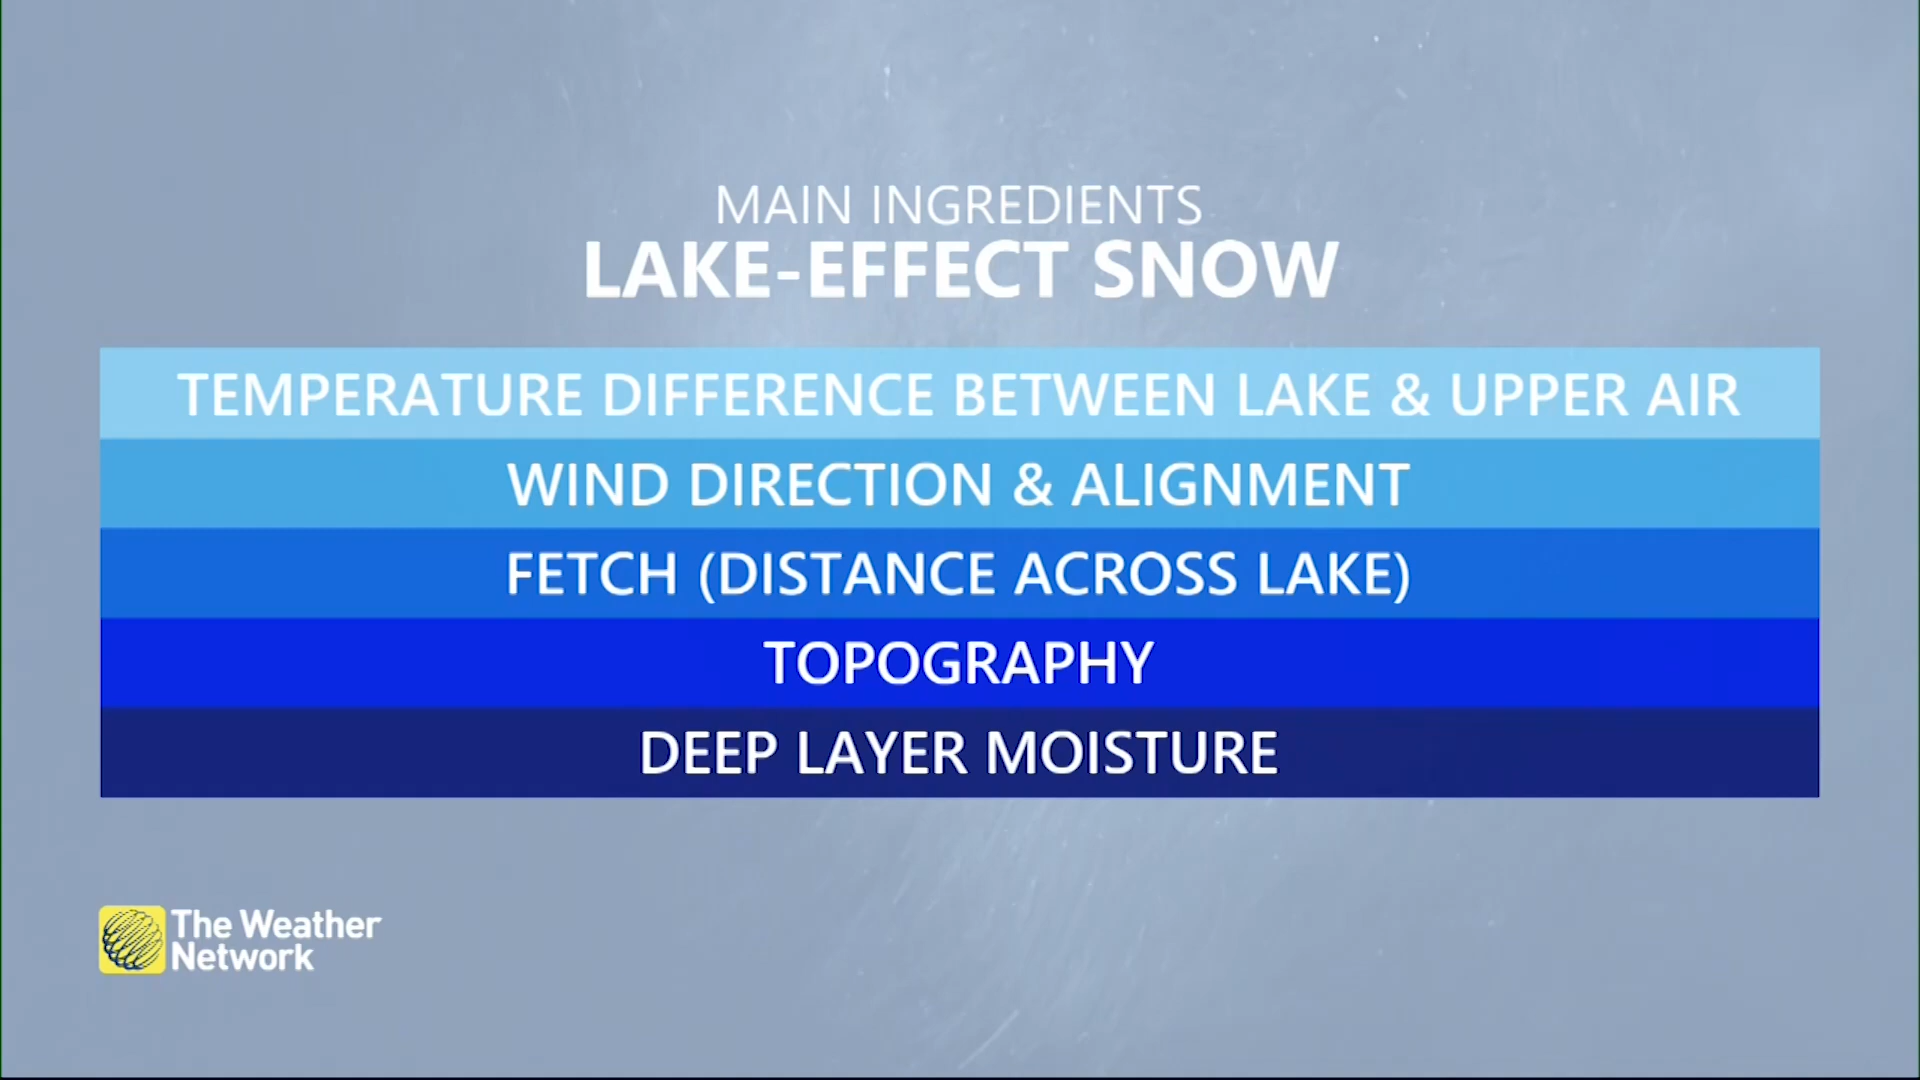 MAIN INGREDIENTS
LAKE-EFFECT SNOW
TEMPERATURE DIFFERENCE BETWEEN LAKE & UPPER AIR
WIND DIRECTION & ALIGNMENT
FETCH (DISTANCE ACROSS LAKE)
TOPOGRAPHY
DEEP LAYER MOISTURE
The Weather
Network